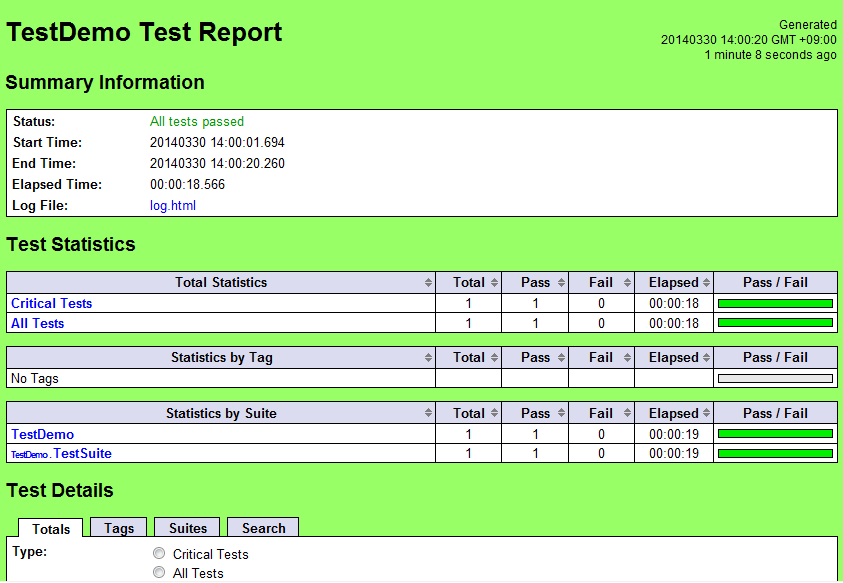 TestDemo Test Report
Generated
20140330 14:00:20 GMT +09:00
1 minute 8 seconds ago
Summary Information
Status: All tests passed
Start Time: 20140330 14:00:01.694
End Time: 20140330 14:00:20.260
Elapsed Time: 00:00:18.566
Log File: log.html
Test Statistics
Total Statistics Total Pass Fail Elapsed Pass / Fail
Critical Tests 1 1 0 00:00:18
All Tests 1 1 0 00:00:18
Statistics by Tag Total Pass Fail Elapsed Pass / Fail
No Tags
Statistics by Suite Total Pass Fail Elapsed Pass / Fail
TestDemo 1 1 0 00:00:19
TestDemo . TestSuite 1 1 0 00:00:19
Test Details
Totals Tags Suites Search
Type: Critical Tests
All Tests